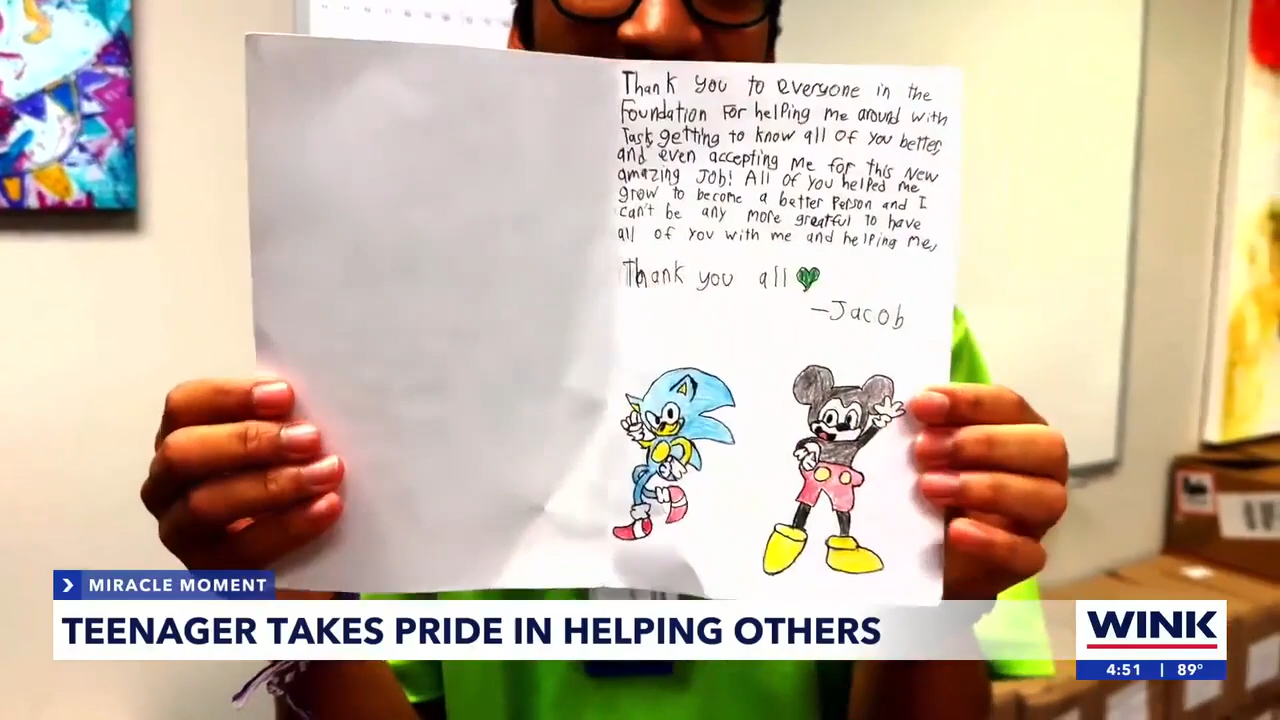 Thank you to everyone in the
Foundation For helping me around with
Task, getting to know all of you better,
and even accepting me for this New
amazing Job! All of you helped me
grow to become a better Person and I
can't be any more greatful to have
all of you with me and helping me,
Thank you all
-Jacob
MIRACLE MOMENT
TEENAGER TAKES PRIDE IN HELPING OTHERS
WINK
4:51 | 89°